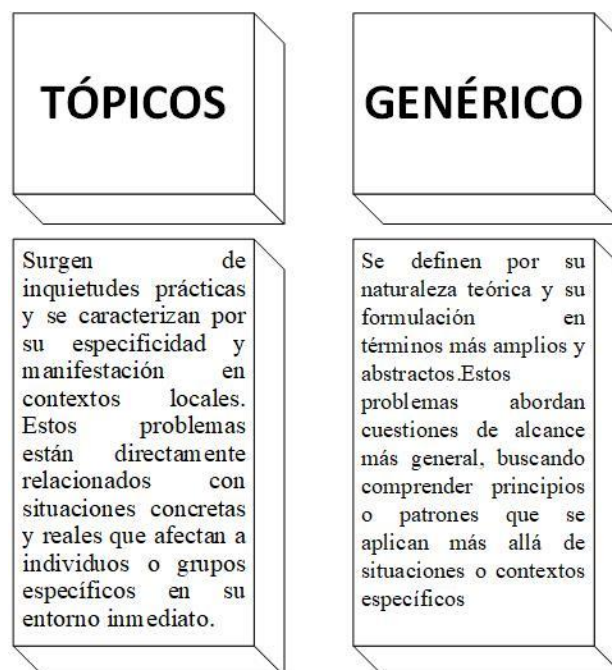 TÓPICOS
Surgen de
inquietudes prácticas
y se caracterizan por
su especificidad y
manifestación en
contextos locales.
Estos problemas
están directamente
relacionados con
situaciones concretas
y reales que afectan a
individuos o grupos
específicos en su
entorno inmediato.
GENÉRICO
Se definen por su
naturaleza teórica y su
formulación en
términos más amplios y
abstractos.Estos
problemas abordan
cuestiones de alcance
más general, buscando
comprender principios
o patrones que se
aplican más allá de
situaciones o contextos
específicos